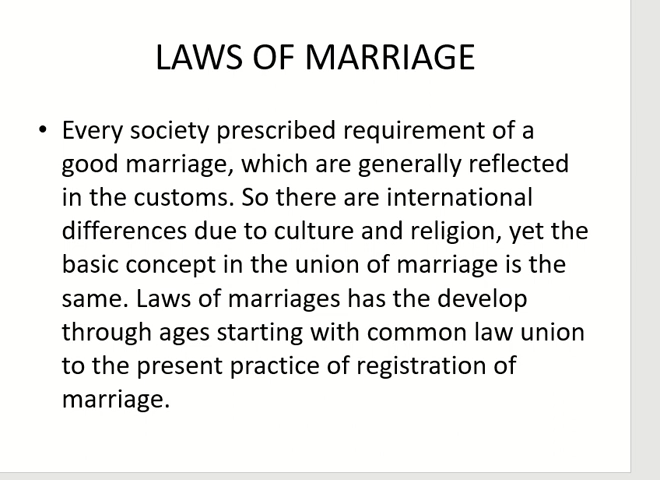 LAWS OF MARRIAGE
• Every society prescribed requirement of a
good marriage, which are generally reflected
in the customs. So there are international
differences due to culture and religion, yet the
basic concept in the union of marriage is the
same. Laws of marriages has the develop
through ages starting with common law union
to the present practice of registration of
marriage.